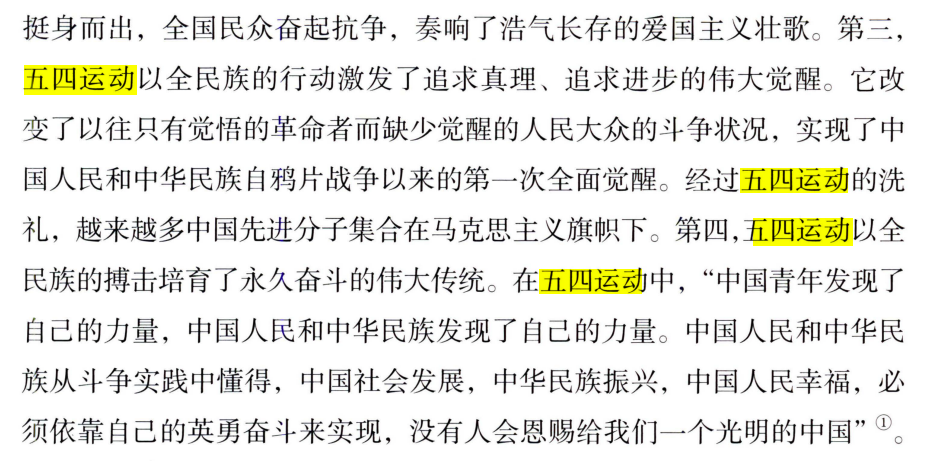 挺身而出，全国民众奋起抗争，奏响了浩气长存的爱国主义壮歌。第三，
五四运动以全民族的行动激发了追求真理、追求进步的伟大觉醒。它改
变了以往只有觉悟的革命者而缺少觉醒的人民大众的斗争状况，实现了中
国人民和中华民族自鸦片战争以来的第一次全面觉醒。经过五四运动的洗
礼，越来越多中国先进分子集合在马克思主义旗帜下。第四，五四运动以全
民族的搏击培育了永久奋斗的伟大传统。在五四运动中，“中国青年发现了
自己的力量，中国人民和中华民族发现了自己的力量。中国人民和中华民
族从斗争实践中懂得，中国社会发展，中华民族振兴，中国人民幸福，必
须依靠自己的英勇奋斗来实现，没有人会恩赐给我们一个光明的中国”①。